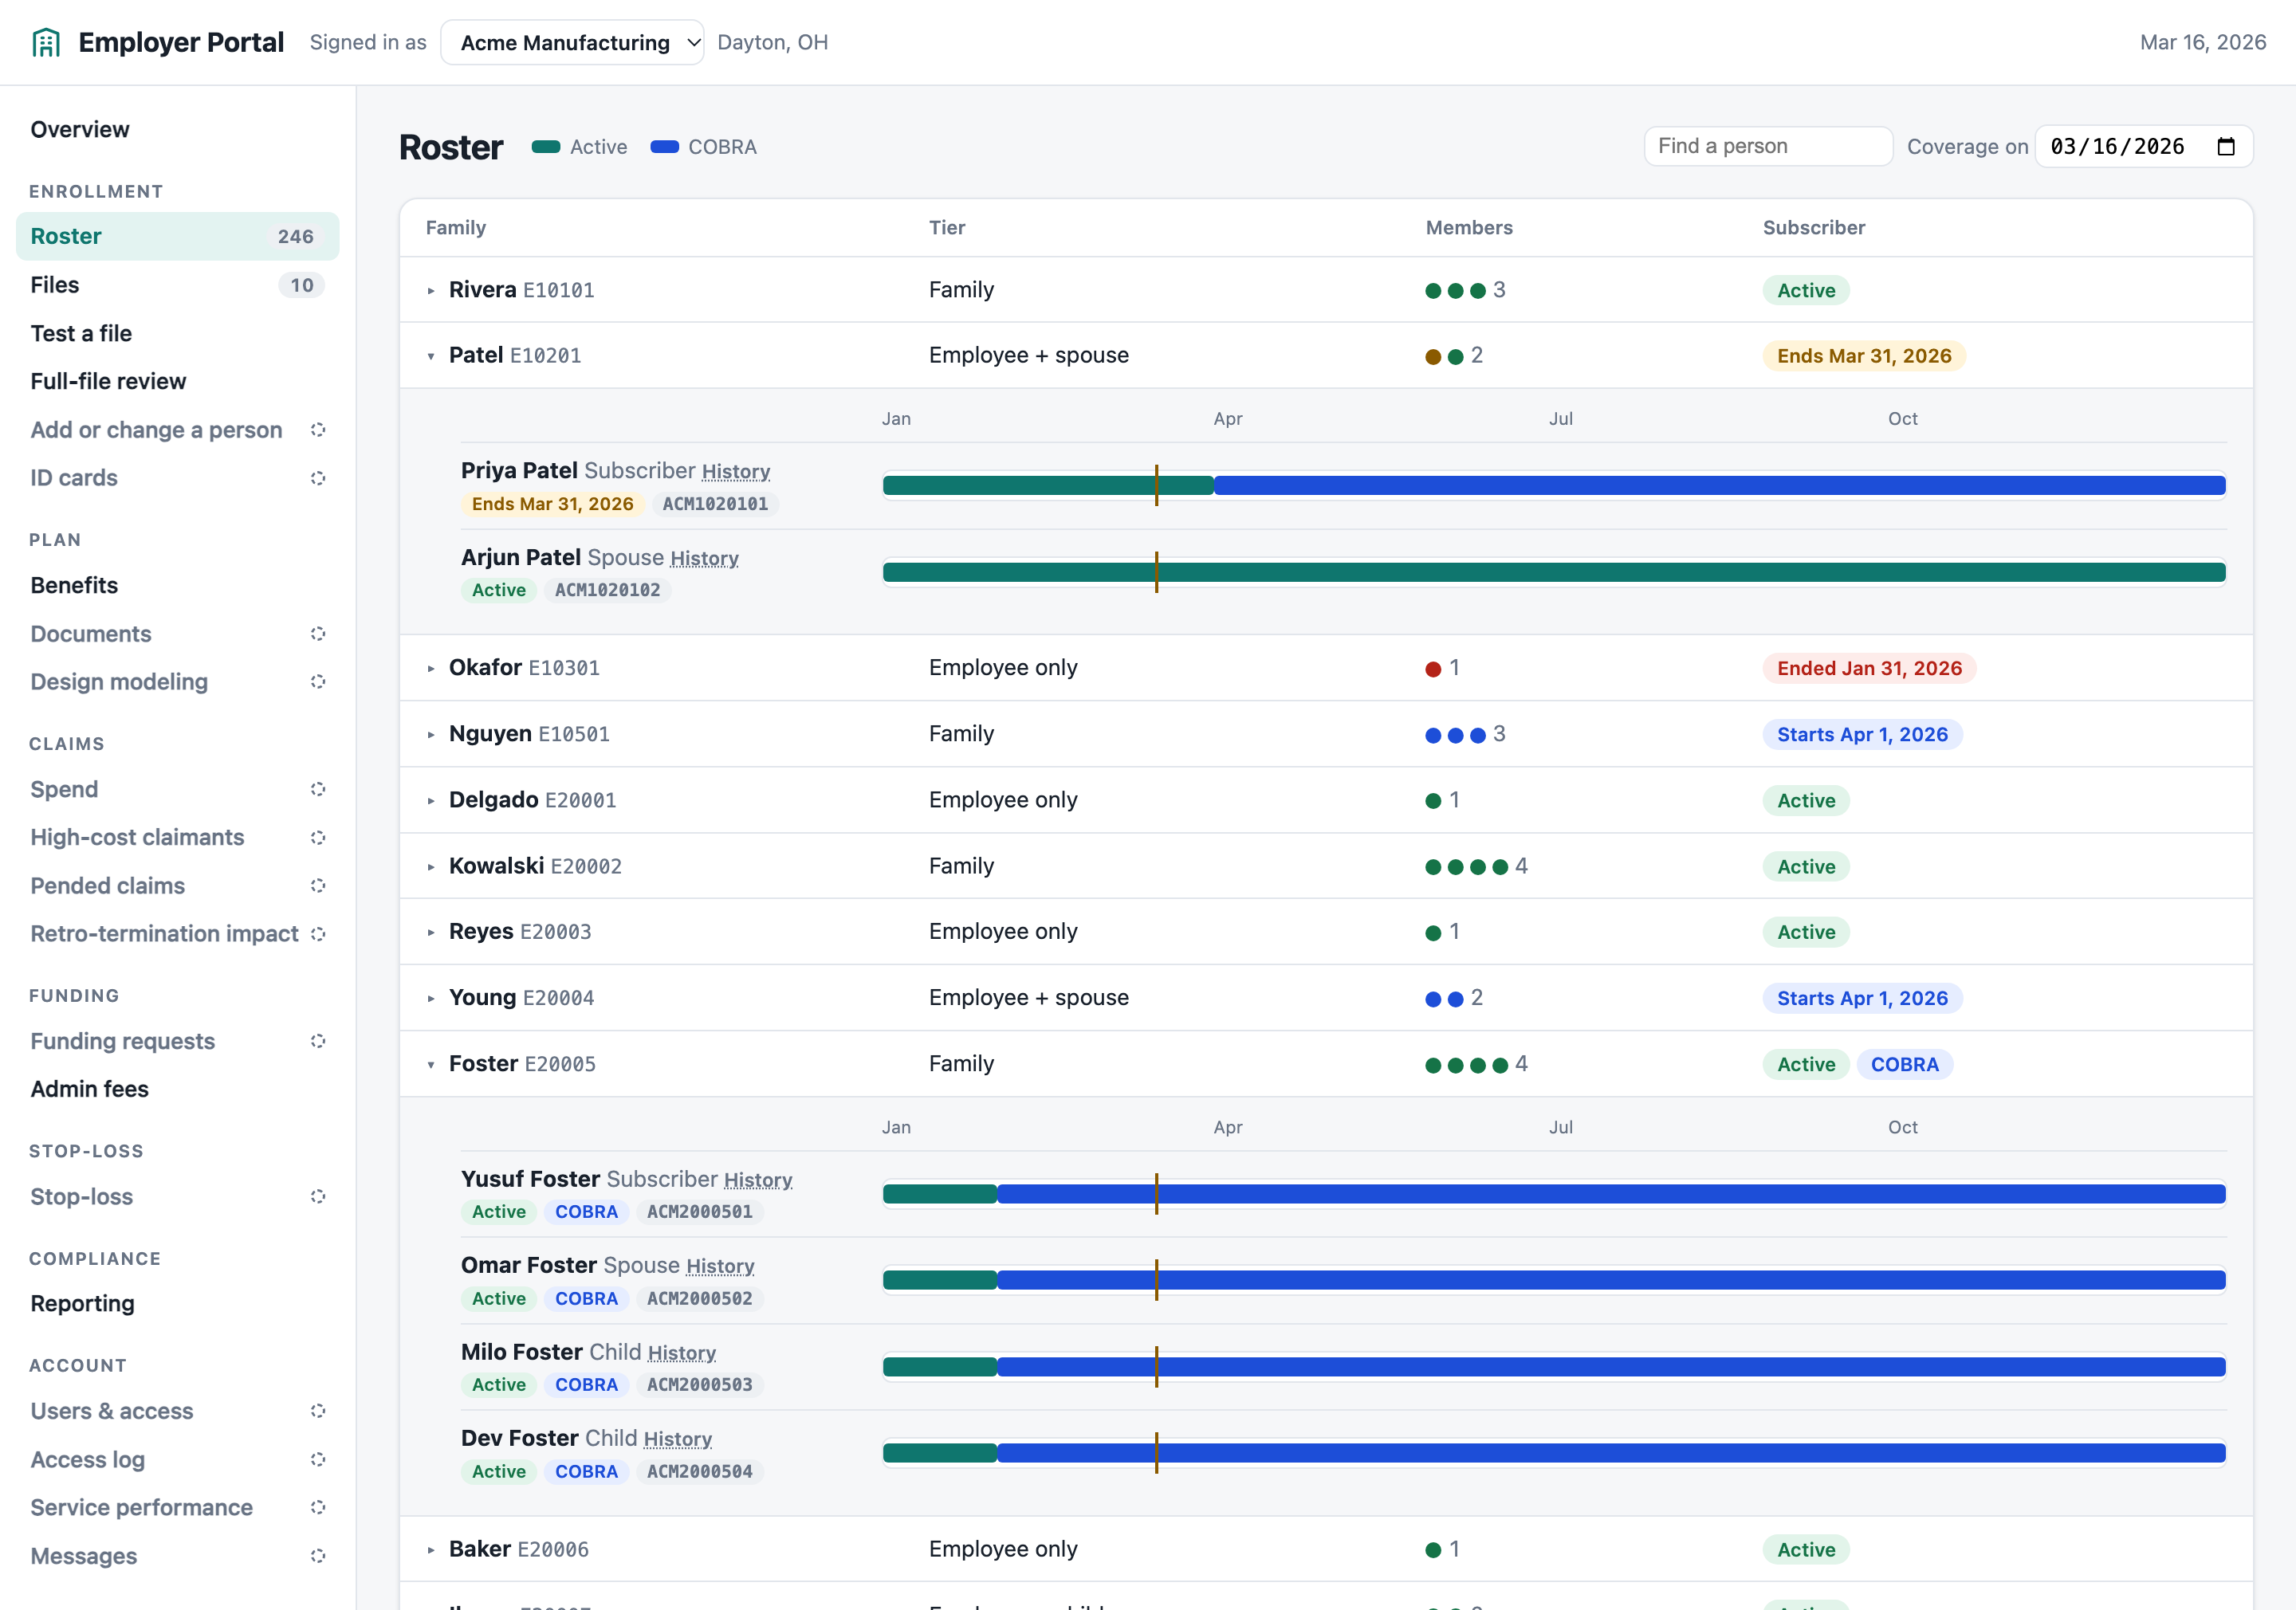 Employer Portal Signed in as Acme Manufacturing Dayton, OH Mar 16, 2026
Overview
ENROLLMENT
Roster 246
Files 10
Test a file
Full-file review
Add or change a person
ID cards
PLAN
Benefits
Documents
Design modeling
CLAIMS
Spend
High-cost claimants
Pended claims
Retro-termination impact
FUNDING
Funding requests
Admin fees
STOP-LOSS
Stop-loss
COMPLIANCE
Reporting
ACCOUNT
Users & access
Access log
Service performance
Messages
Roster Active COBRA Find a person Coverage on 03/16/2026
Family Tier Members Subscriber
Rivera E10101 Family 3 Active
Patel E10201 Employee + spouse 2 Ends Mar 31, 2026
Jan Apr Jul Oct
Priya Patel Subscriber History
Ends Mar 31, 2026 ACM1020101
Arjun Patel Spouse History
Active ACM1020102
Okafor E10301 Employee only 1 Ended Jan 31, 2026
Nguyen E10501 Family 3 Starts Apr 1, 2026
Delgado E20001 Employee only 1 Active
Kowalski E20002 Family 4 Active
Reyes E20003 Employee only 1 Active
Young E20004 Employee + spouse 2 Starts Apr 1, 2026
Foster E20005 Family 4 Active COBRA
Jan Apr Jul Oct
Yusuf Foster Subscriber History
Active COBRA ACM2000501
Omar Foster Spouse History
Active COBRA ACM2000502
Milo Foster Child History
Active COBRA ACM2000503
Dev Foster Child History
Active COBRA ACM2000504
Baker E20006 Employee only 1 Active